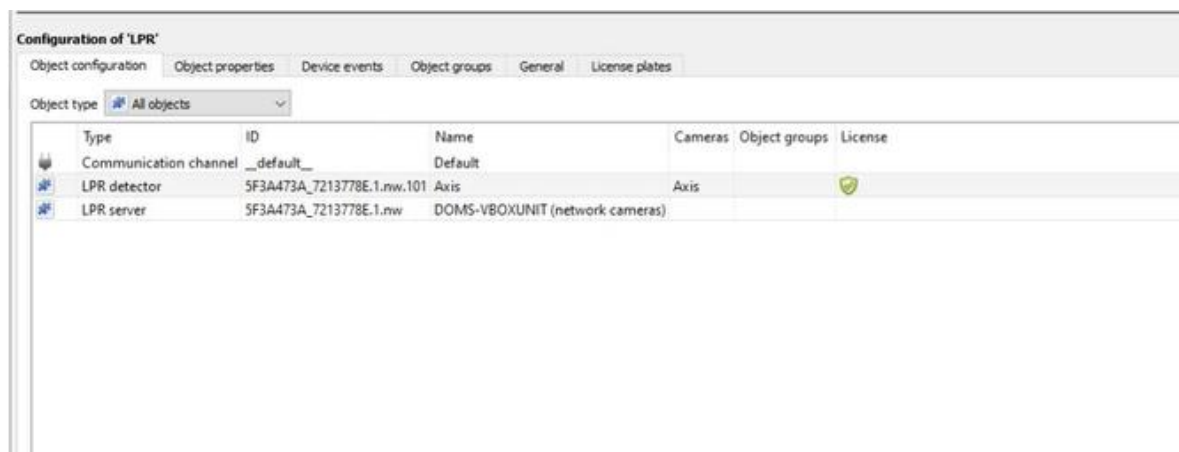 Configuration of 'LPR'
Object configuration Object properties Device events Object groups General License plates
Object type All objects
Type ID Name Cameras Object groups License
Communication channel __default__ Default
LPR detector 5F3A473A_7213778E.1.nw.101 Axis Axis
LPR server 5F3A473A_7213778E.1.nw DOMS-VBOXUNIT (network cameras)